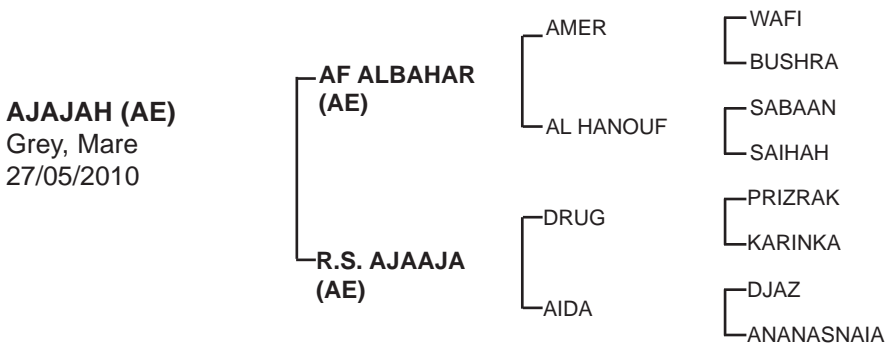 AJAJAH (AE)
Grey, Mare
27/05/2010
AF ALBAHAR
(AE)
R.S. AJAAJA
(AE)
AMER
AL HANOUF
DRUG
AIDA
WAFI
BUSHRA
SABAAN
SAIHAH
PRIZRAK
KARINKA
DJAZ
ANANASNAIA